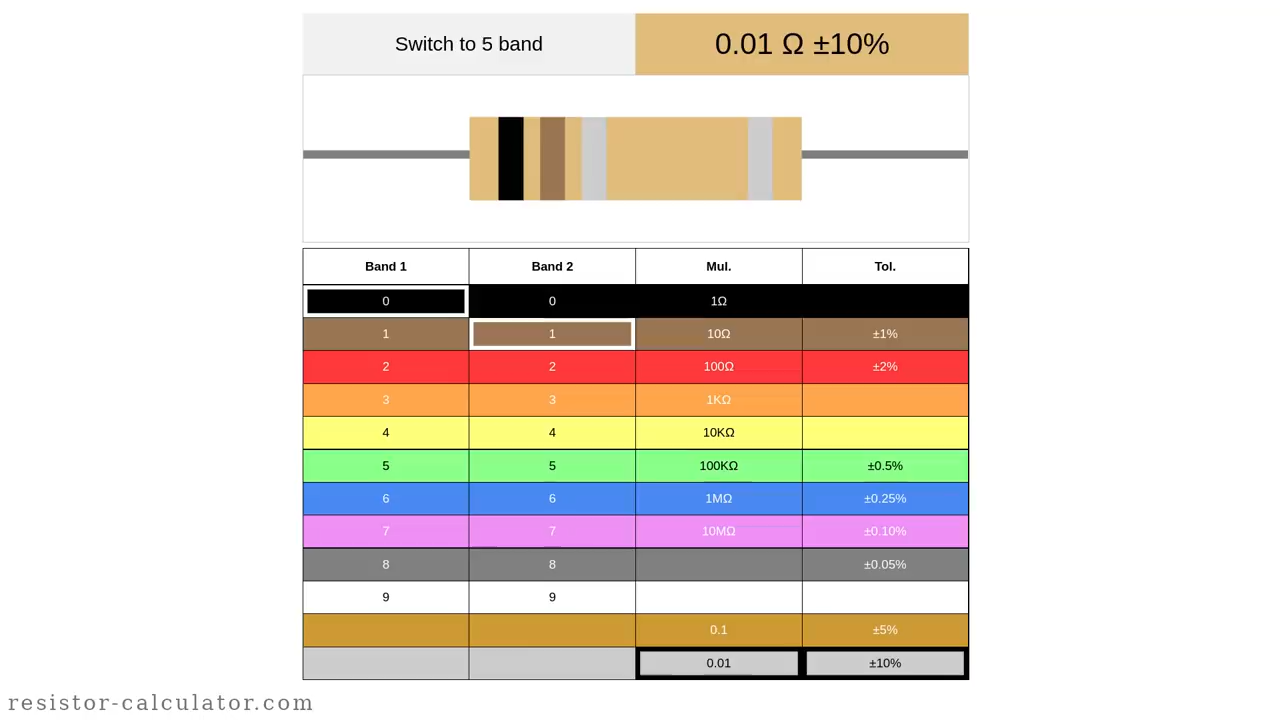 Switch to 5 band 0.01 Ω ±10%
Band 1 Band 2 Mul. Tol.
0 0 1Ω
1 1 10Ω ±1%
2 2 100Ω ±2%
3 3 1KΩ
4 4 10KΩ
5 5 100KΩ ±0.5%
6 6 1MΩ ±0.25%
7 7 10MΩ ±0.10%
8 8 ±0.05%
9 9
0.1 ±5%
0.01 ±10%
resistor-calculator.com